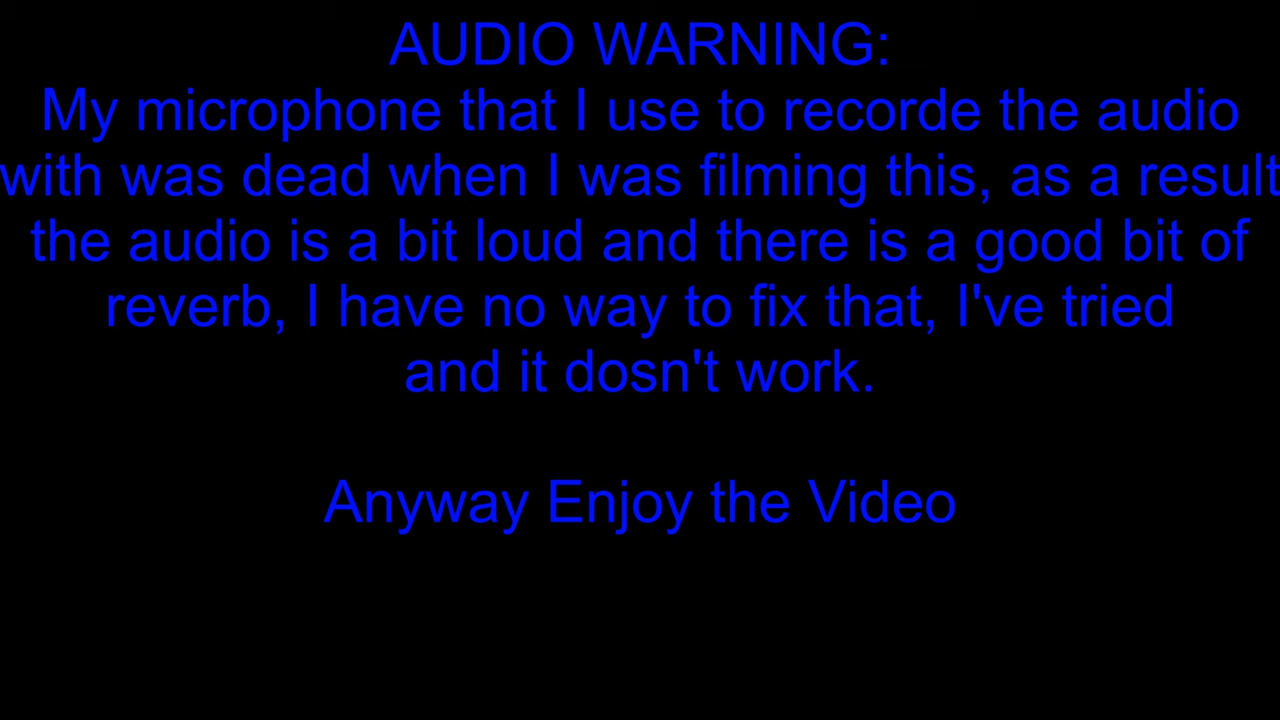 AUDIO WARNING:
My microphone that I use to recorde the audio
with was dead when I was filming this, as a result
the audio is a bit loud and there is a good bit of
reverb, I have no way to fix that, I've tried
and it dosn't work.
Anyway Enjoy the Video